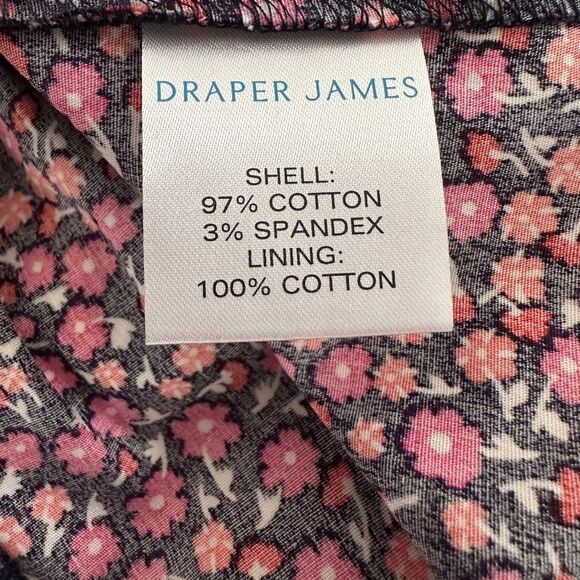 DRAPER JAMES
SHELL:
97% COTTON
3% SPANDEX
LINING:
100% COTTON